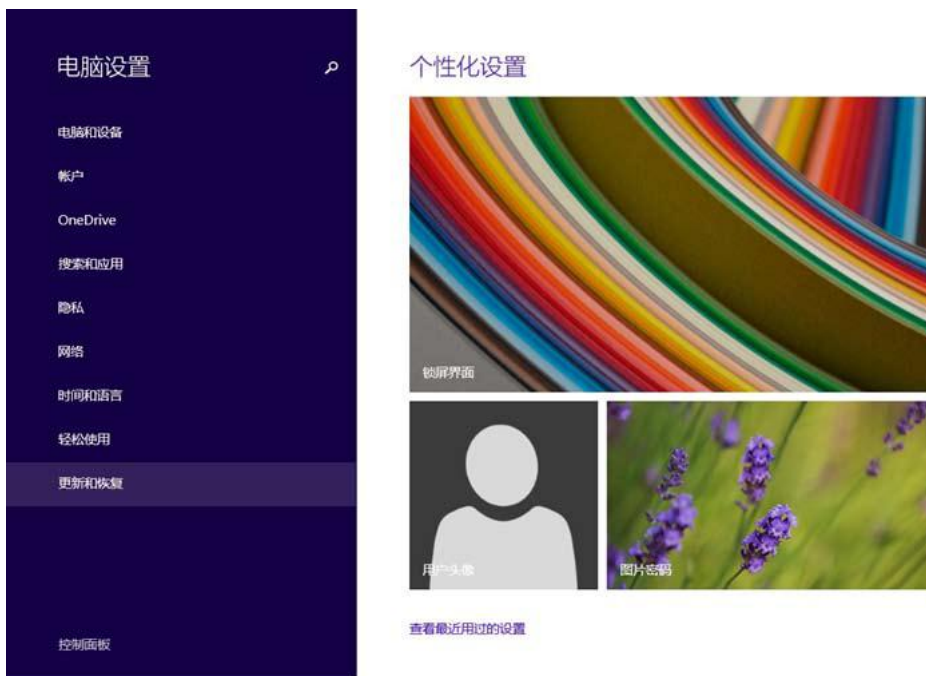 电脑设置
电脑和设备
帐户
OneDrive
搜索和应用
隐私
网络
时间和语言
轻松使用
更新和恢复
控制面板
个性化设置
锁屏界面
用户头像
图片密码
查看最近用过的设置